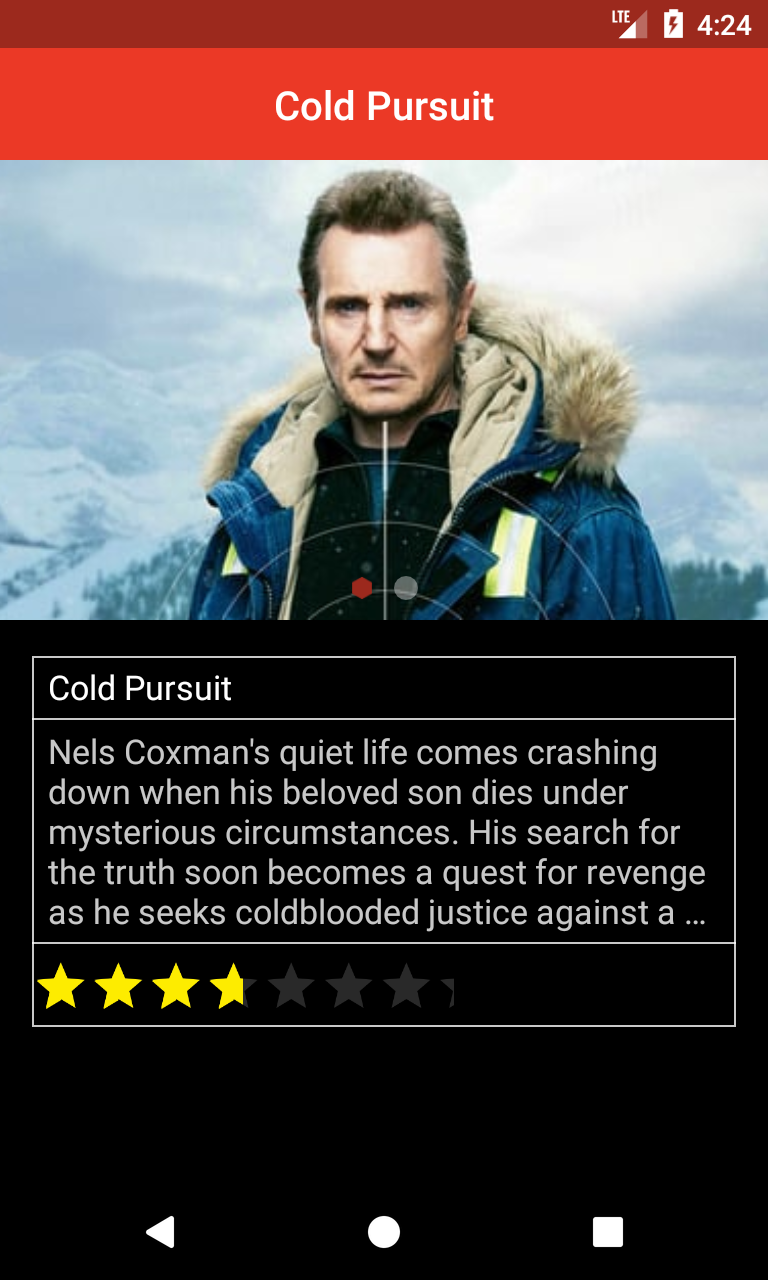 LTE 4:24
Cold Pursuit
Cold Pursuit
Nels Coxman's quiet life comes crashing
down when his beloved son dies under
mysterious circumstances. His search for
the truth soon becomes a quest for revenge
as he seeks coldblooded justice against a ...